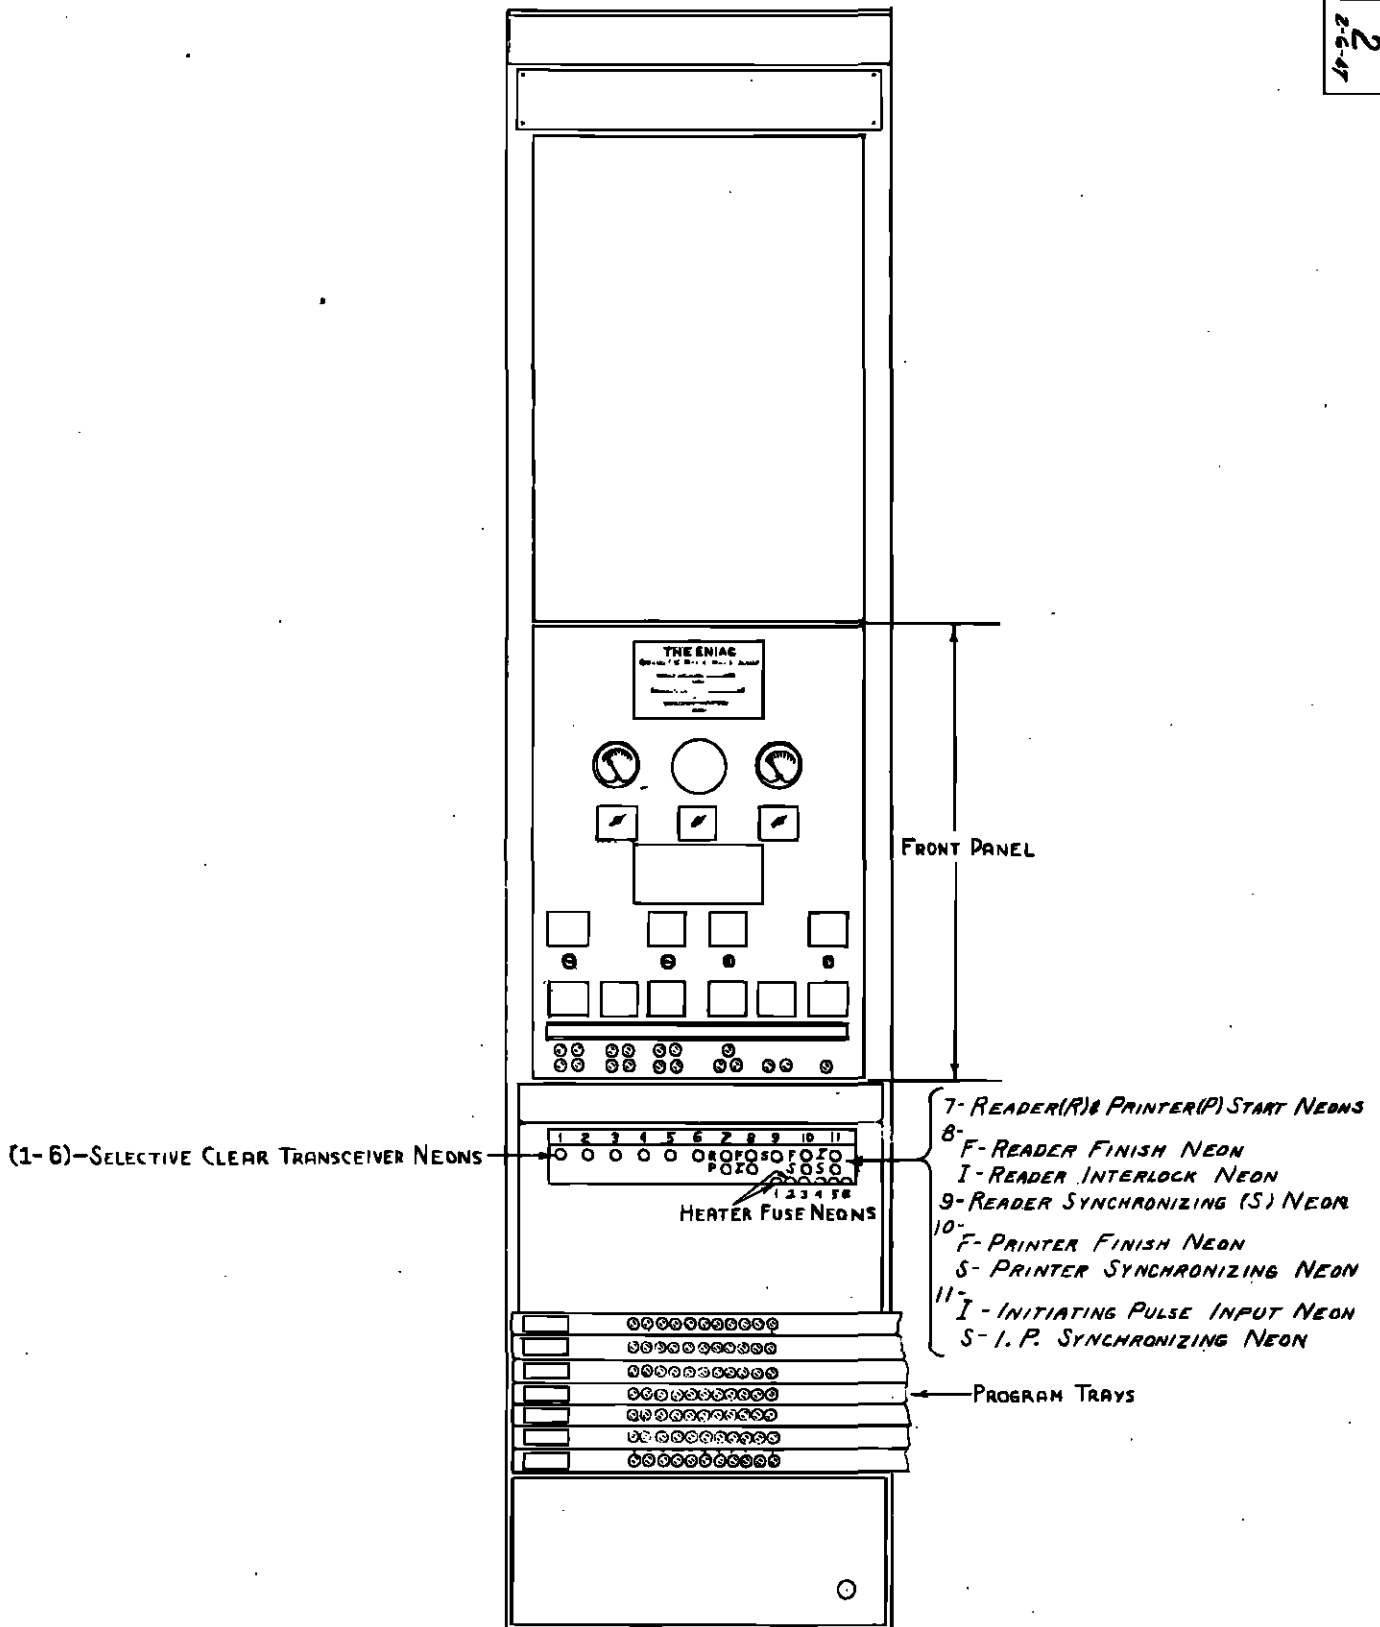 2
2-6-47
THE ENIAC
FRONT PANEL
(1-6)-SELECTIVE CLEAR TRANSCEIVER NEONS
1 2 3 4 5 6 7 8 9 10 11
R F S F I
P I S S
1 2 3 4 5 6
HEATER FUSE NEONS
7- READER(R) & PRINTER(P) START NEONS
8-
F- READER FINISH NEON
I- READER INTERLOCK NEON
9- READER SYNCHRONIZING (S) NEON
10-
F- PRINTER FINISH NEON
S- PRINTER SYNCHRONIZING NEON
11-
I - INITIATING PULSE INPUT NEON
S- I.P. SYNCHRONIZING NEON
PROGRAM TRAYS